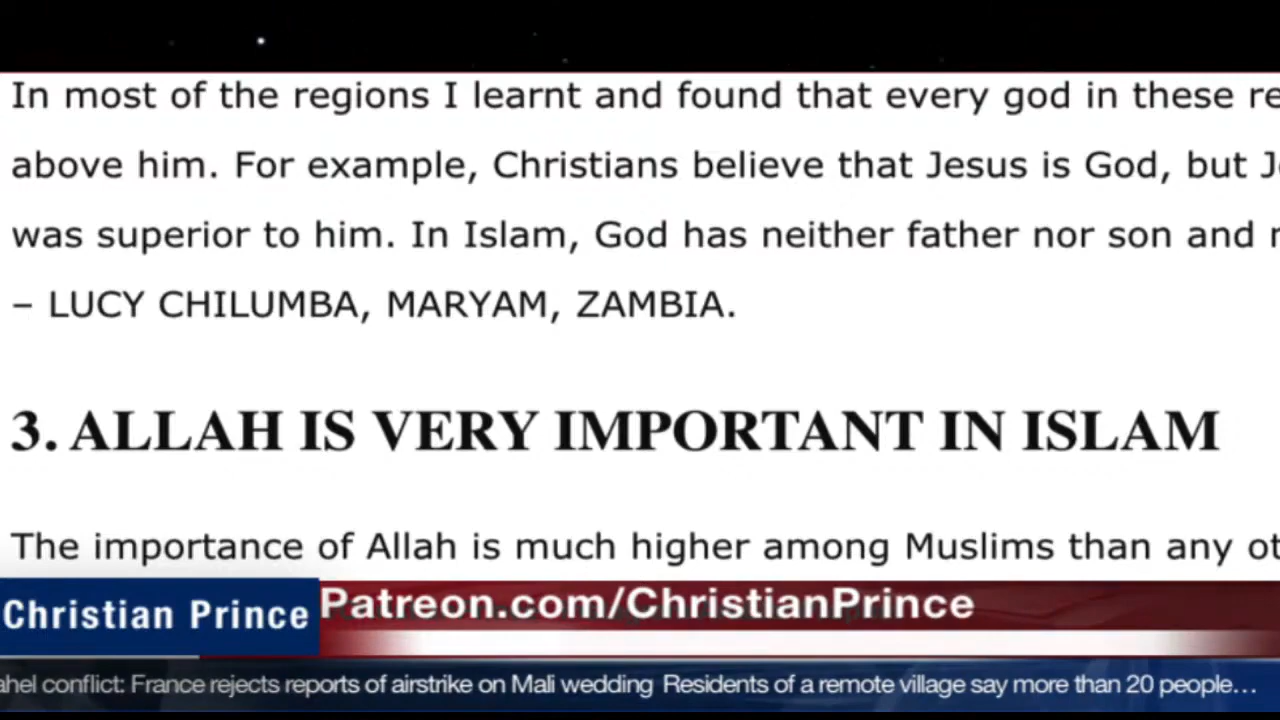 In most of the regions I learnt and found that every god in these re
above him. For example, Christians believe that Jesus is God, but J
was superior to him. In Islam, God has neither father nor son and
– LUCY CHILUMBA, MARYAM, ZAMBIA.
3. ALLAH IS VERY IMPORTANT IN ISLAM
The importance of Allah is much higher among Muslims than any ot
Christian Prince
Patreon.com/ChristianPrince
ahel conflict: France rejects reports of airstrike on Mali wedding Residents of a remote village say more than 20 people…